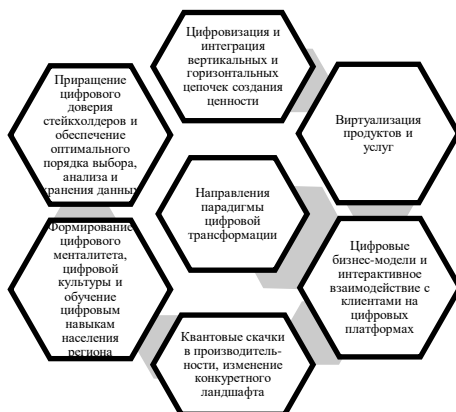 Цифровизация и
интеграция
вертикальных и
горизонтальных
цепочек создания
ценности
Приращение
цифрового
доверия
стейкхолдеров и
обеспечение
оптимального
порядка выбора,
анализа и
хранения данных
Виртуализация
продуктов и
услуг
Направления
парадигмы
цифровой
трансформации
Формирование
цифрового
менталитета,
цифровой
культуры и
обучение
цифровым
навыкам
населения
региона
Цифровые
бизнес-модели и
интерактивное
взаимодействие с
клиентами на
цифровых
платформах
Квантовые скачки
в производитель-
ности, изменение
конкретного
ландшафта